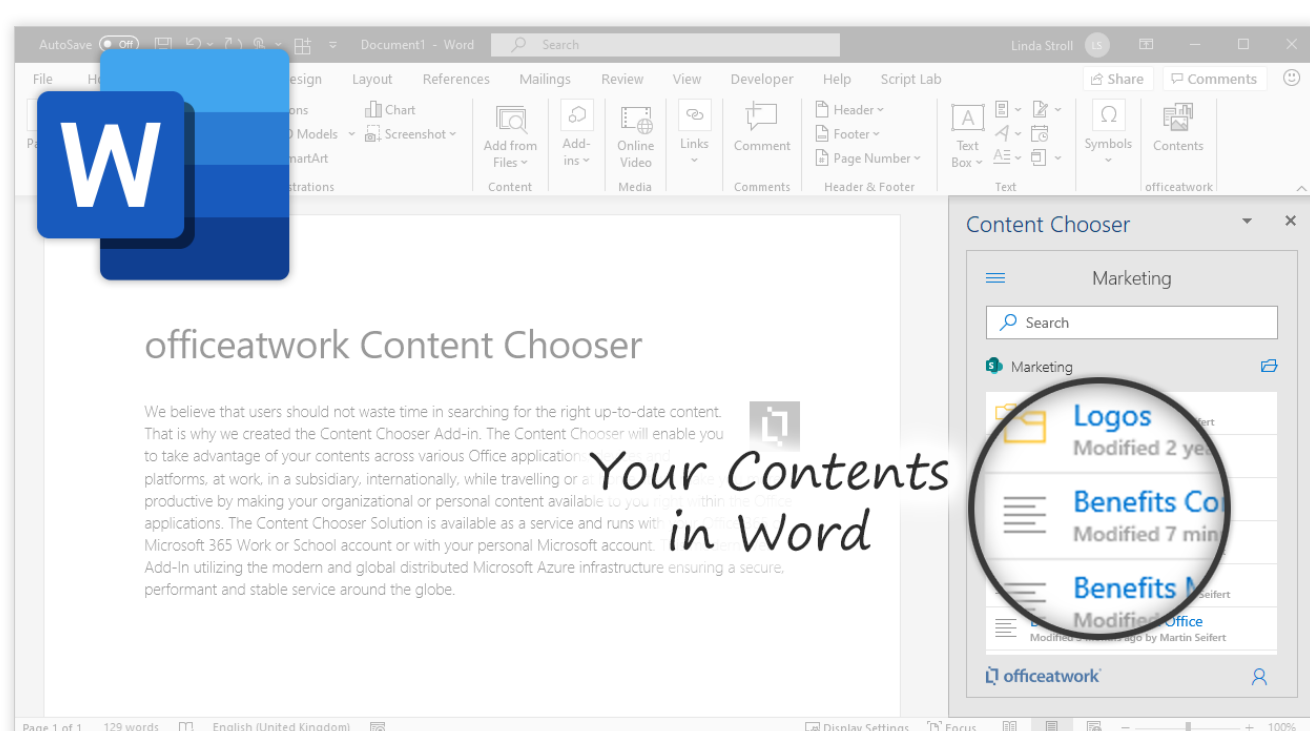 AutoSave Off Document1 - Word Search Linda Stroll LS
File Layout References Mailings Review View Developer Help Script Lab Share Comments
Chart
Models Screenshot
Add from Files
Content
Add-ins
Online Video
Media
Links
Comment
Comments
Header
Footer
Page Number
Header & Footer
Text Box
Text
Symbols
Contents
officeatwork
W
Content Chooser
Marketing
Search
Marketing
Logos
Modified 2
Benefits
Modified 7
Benefits
Seifert
Modified
Office
ago by Martin Seifert
officeatwork
officeatwork Content Chooser
We believe that users should not waste time in searching for the right up-to-date content.
That is why we created the Content Chooser Add-in. The Content Chooser will enable you
to take advantage of your contents across various Office
platforms, at work, in a subsidiary, internationally, while travelling or
productive by making your organizational or personal content available to you right within the Office
applications. The Content Chooser Solution is available as a service and runs with
Microsoft 365 Work or School account or with your personal Microsoft account.
Add-In utilizing the modern and global distributed Microsoft Azure infrastructure ensuring a secure,
performant and stable service around the globe.
Your Contents
in Word
Page 1 of 1 129 words English (United Kingdom) Display Settings Focus 100%